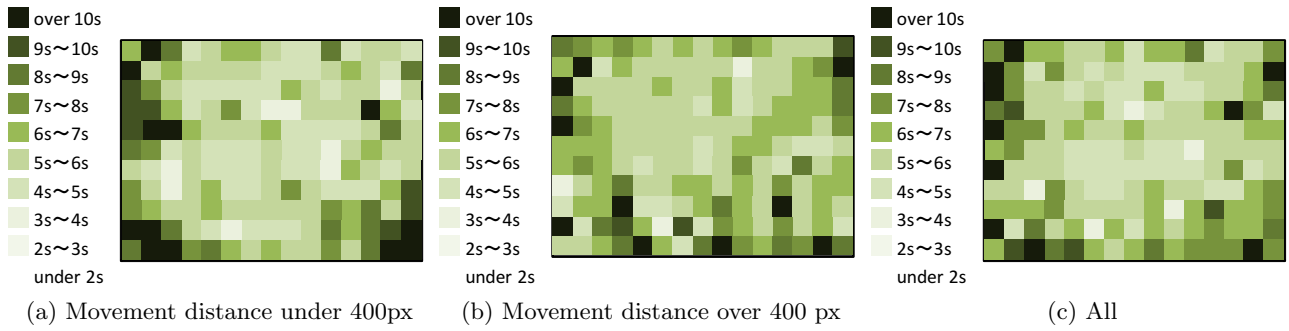 over 10s
9s～10s
8s～9s
7s～8s
6s～7s
5s～6s
4s～5s
3s～4s
2s～3s
under 2s
(a) Movement distance under 400px
over 10s
9s～10s
8s～9s
7s～8s
6s～7s
5s～6s
4s～5s
3s～4s
2s～3s
under 2s
(b) Movement distance over 400 px
over 10s
9s～10s
8s～9s
7s～8s
6s～7s
5s～6s
4s～5s
3s～4s
2s～3s
under 2s
(c) All